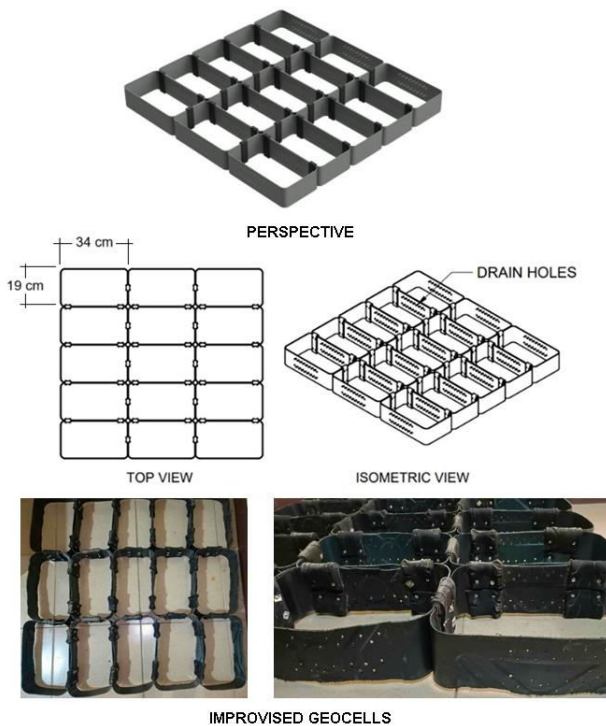 PERSPECTIVE
34 cm
19 cm
DRAIN HOLES
TOP VIEW
ISOMETRIC VIEW
IMPROVISED GEOCELLS